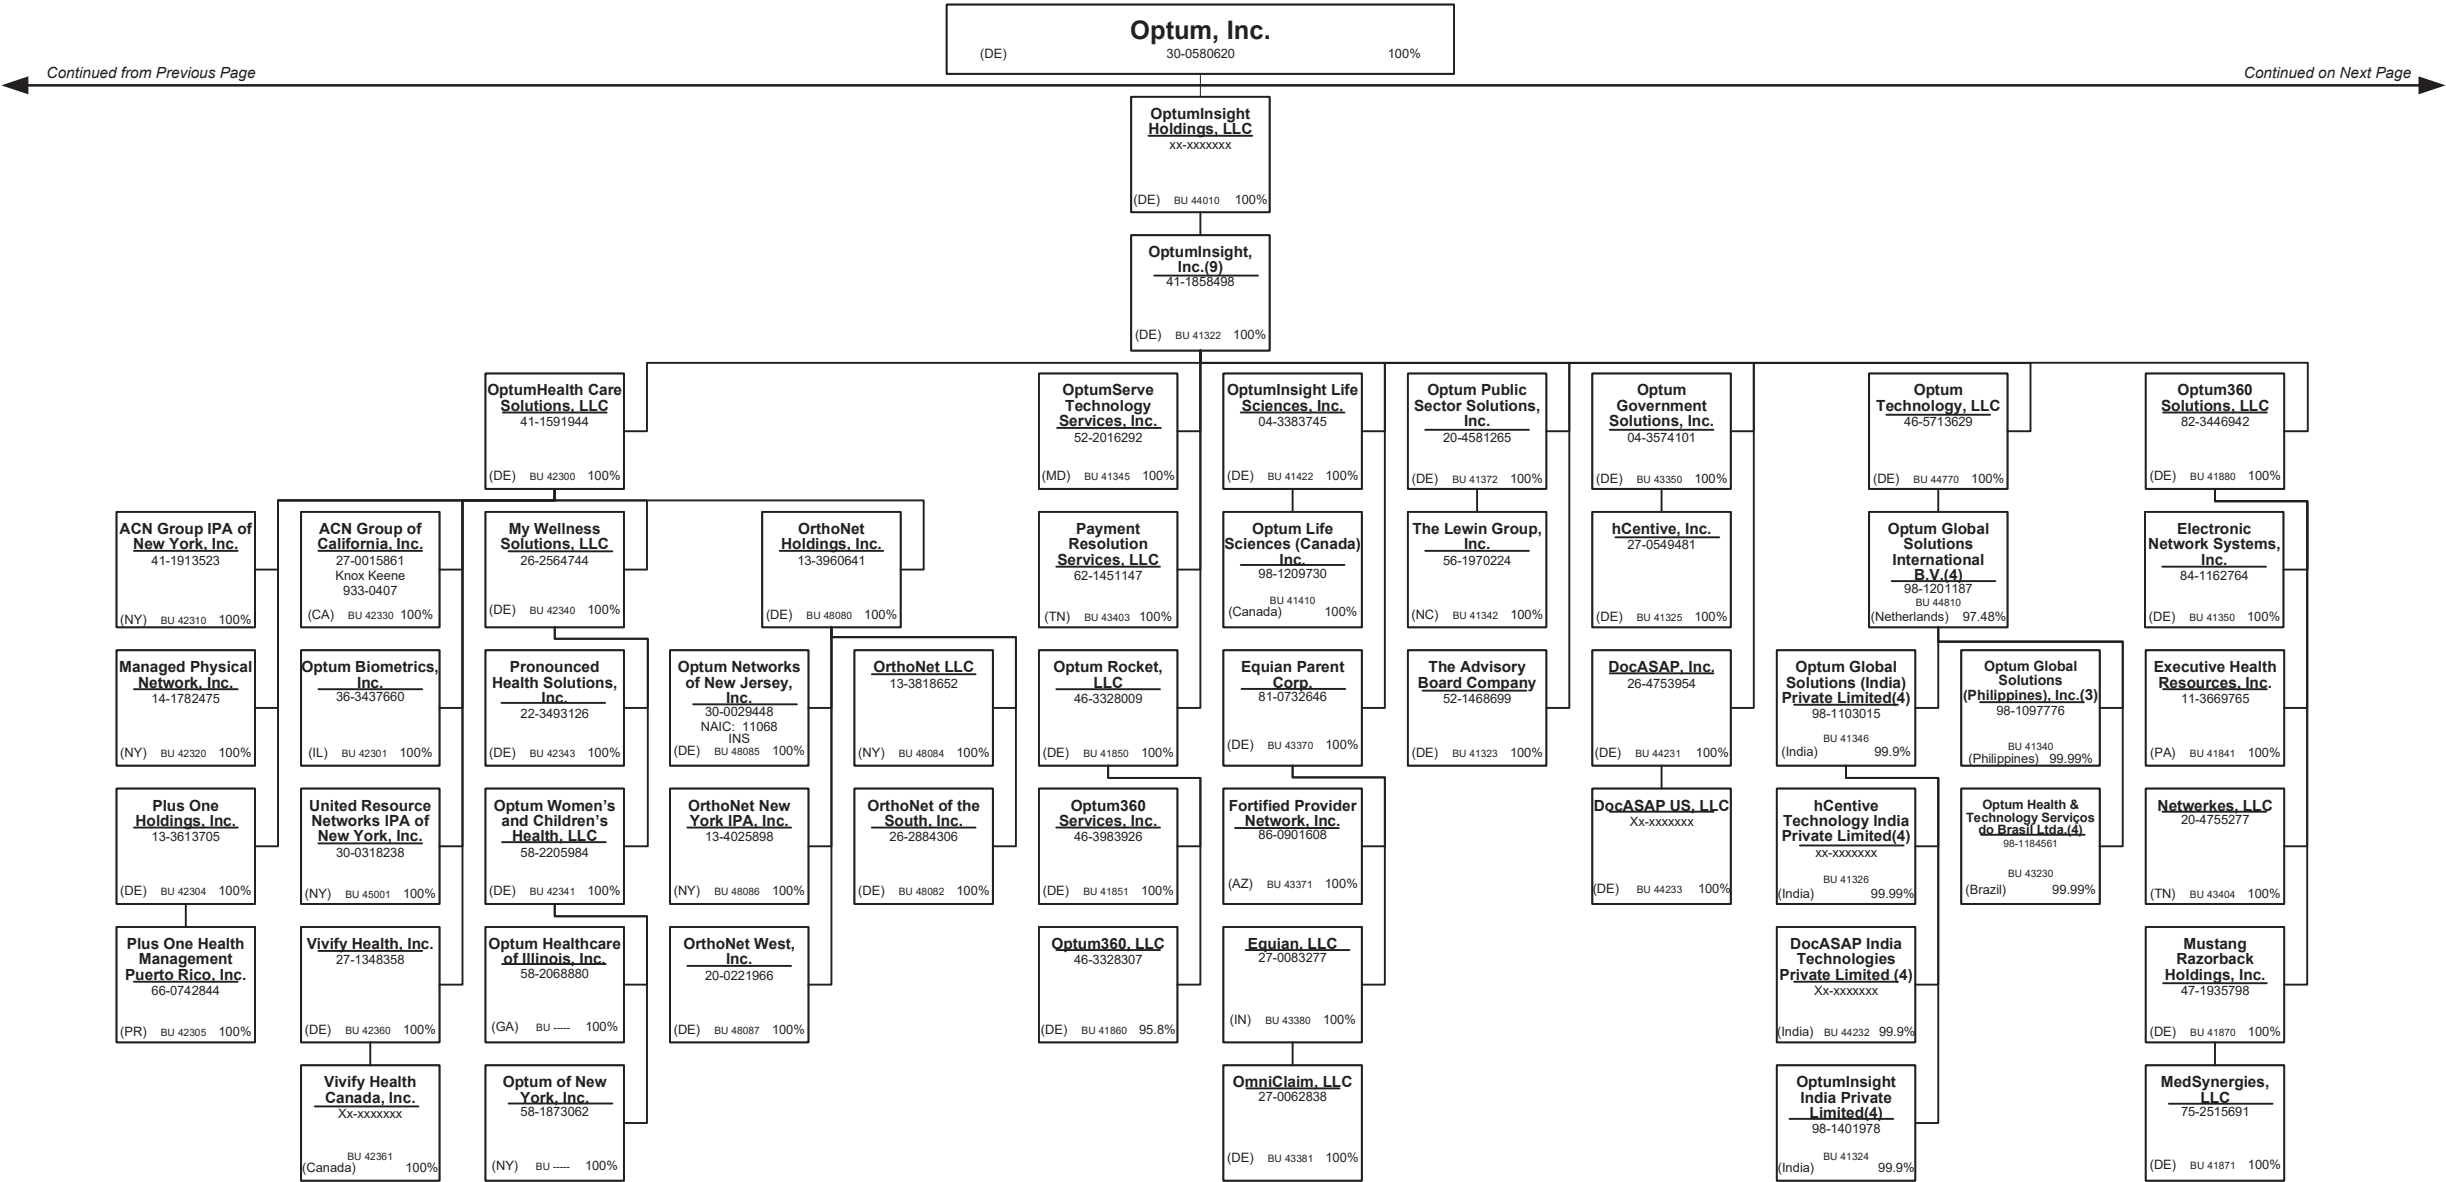 Optum, Inc.
(DE) 30-0580620 100%
Continued from Previous Page
Continued on Next Page
OptumInsight
Holdings, LLC
xx-xxxxxxx
(DE) BU 44010 100%
OptumInsight,
Inc.(9)
41-1858498
(DE) BU 41322 100%
OptumHealth Care
Solutions, LLC
41-1591944
(DE) BU 42300 100%
OptumServe
Technology
Services, Inc.
52-2016292
(MD) BU 41345 100%
OptumInsight Life
Sciences, Inc.
04-3383745
(DE) BU 41422 100%
Optum Public
Sector Solutions,
Inc.
20-4581265
(DE) BU 41372 100%
Optum
Government
Solutions, Inc.
04-3574101
(DE) BU 43350 100%
Optum
Technology, LLC
46-5713629
(DE) BU 44770 100%
Optum360
Solutions, LLC
82-3446942
(DE) BU 41880 100%
ACN Group IPA of
New York, Inc.
41-1913523
(NY) BU 42310 100%
ACN Group of
California, Inc.
27-0015861
Knox Keene
933-0407
(CA) BU 42330 100%
My Wellness
Solutions, LLC
26-2564744
(DE) BU 42340 100%
OrthoNet
Holdings, Inc.
13-3960641
(DE) BU 48080 100%
Payment
Resolution
Services, LLC
62-1451147
(TN) BU 43403 100%
Optum Life
Sciences (Canada)
Inc.
98-1209730
BU 41410
(Canada) 100%
The Lewin Group,
Inc.
56-1970224
(NC) BU 41342 100%
hCentive, Inc.
27-0549481
(DE) BU 41325 100%
Optum Global
Solutions
International
B.V.(4)
98-1201187
BU 44810
(Netherlands) 97.48%
Electronic
Network Systems,
Inc.
84-1162764
(DE) BU 41350 100%
Managed Physical
Network, Inc.
14-1782475
(NY) BU 42320 100%
Optum Biometrics,
Inc.
36-3437660
(IL) BU 42301 100%
Pronounced
Health Solutions,
Inc.
22-3493126
(DE) BU 42343 100%
Optum Networks
of New Jersey,
Inc.
30-0029448
NAIC: 11068
INS
(DE) BU 48085 100%
OrthoNet LLC
13-3818652
(NY) BU 48084 100%
Optum Rocket,
LLC
46-3328009
(DE) BU 41850 100%
Equian Parent
Corp.
81-0732646
(DE) BU 43370 100%
The Advisory
Board Company
52-1468699
(DE) BU 41323 100%
DocASAP, Inc.
26-4753954
(DE) BU 44231 100%
Optum Global
Solutions (India)
Private Limited(4)
98-1103015
BU 41346
(India) 99.9%
Optum Global
Solutions
(Philippines), Inc.(3)
98-1097776
BU 41340
(Philippines) 99.99%
Executive Health
Resources, Inc.
11-3669765
(PA) BU 41841 100%
Plus One
Holdings, Inc.
13-3613705
(DE) BU 42304 100%
United Resource
Networks IPA of
New York, Inc.
30-0318238
(NY) BU 45001 100%
Optum Women’s
and Children’s
Health, LLC
58-2205984
(DE) BU 42341 100%
OrthoNet New
York IPA, Inc.
13-4025898
(NY) BU 48086 100%
OrthoNet of the
South, Inc.
26-2884306
(DE) BU 48082 100%
Optum360
Services, Inc.
46-3983926
(DE) BU 41851 100%
Fortified Provider
Network, Inc.
86-0901608
(AZ) BU 43371 100%
DocASAP US, LLC
Xx-xxxxxxx
(DE) BU 44233 100%
hCentive
Technology India
Private Limited(4)
xx-xxxxxxx
BU 41326
(India) 99.99%
Optum Health &
Technology Serviços
do Brasil Ltda.(4)
98-1184561
BU 43230
(Brazil) 99.99%
Netwerkes, LLC
20-4755277
(TN) BU 43404 100%
Plus One Health
Management
Puerto Rico, Inc.
66-0742844
(PR) BU 42305 100%
Vivify Health, Inc.
27-1348358
(DE) BU 42360 100%
Optum Healthcare
of Illinois, Inc.
58-2068880
(GA) BU ----- 100%
OrthoNet West,
Inc.
20-0221966
(DE) BU 48087 100%
Optum360, LLC
46-3328307
(DE) BU 41860 95.8%
Equian, LLC
27-0083277
(IN) BU 43380 100%
DocASAP India
Technologies
Private Limited (4)
Xx-xxxxxxx
(India) BU 44232 99.9%
Mustang
Razorback
Holdings, Inc.
47-1935798
(DE) BU 41870 100%
Vivify Health
Canada, Inc.
Xx-xxxxxxx
BU 42361
(Canada) 100%
Optum of New
York, Inc.
58-1873062
(NY) BU ----- 100%
OmniClaim, LLC
27-0062838
(DE) BU 43381 100%
OptumInsight
India Private
Limited(4)
98-1401978
BU 41324
(India) 99.9%
MedSynergies,
LLC
75-2515691
(DE) BU 41871 100%